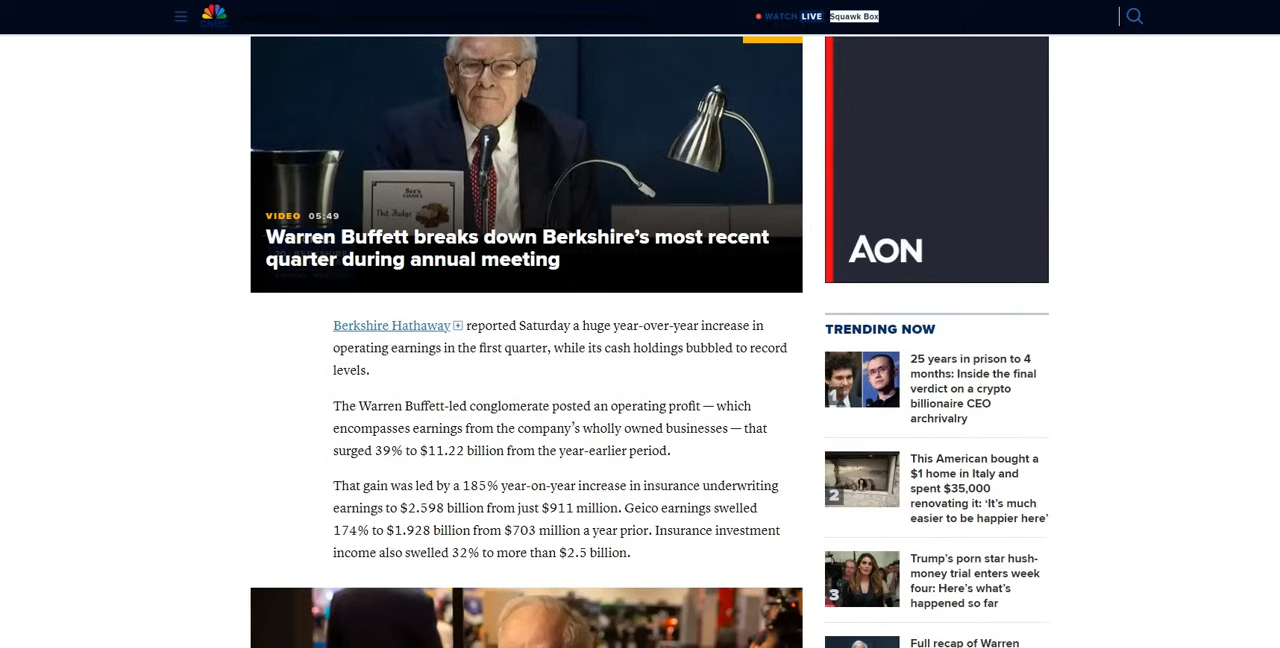 WATCH LIVE Squawk Box
VIDEO 05:49
Warren Buffett breaks down Berkshire’s most recent
quarter during annual meeting
AON
Berkshire Hathaway reported Saturday a huge year-over-year increase in
operating earnings in the first quarter, while its cash holdings bubbled to record
levels.
The Warren Buffett-led conglomerate posted an operating profit — which
encompasses earnings from the company’s wholly owned businesses — that
surged 39% to $11.22 billion from the year-earlier period.
That gain was led by a 185% year-on-year increase in insurance underwriting
earnings to $2.598 billion from just $911 million. Geico earnings swelled
174% to $1.928 billion from $703 million a year prior. Insurance investment
income also swelled 32% to more than $2.5 billion.
TRENDING NOW
1
25 years in prison to 4
months: Inside the final
verdict on a crypto
billionaire CEO
archrivalry
2
This American bought a
$1 home in Italy and
spent $35,000
renovating it: ‘It’s much
easier to be happier here’
3
Trump’s porn star hush-
money trial enters week
four: Here’s what’s
happened so far
Full recap of Warren